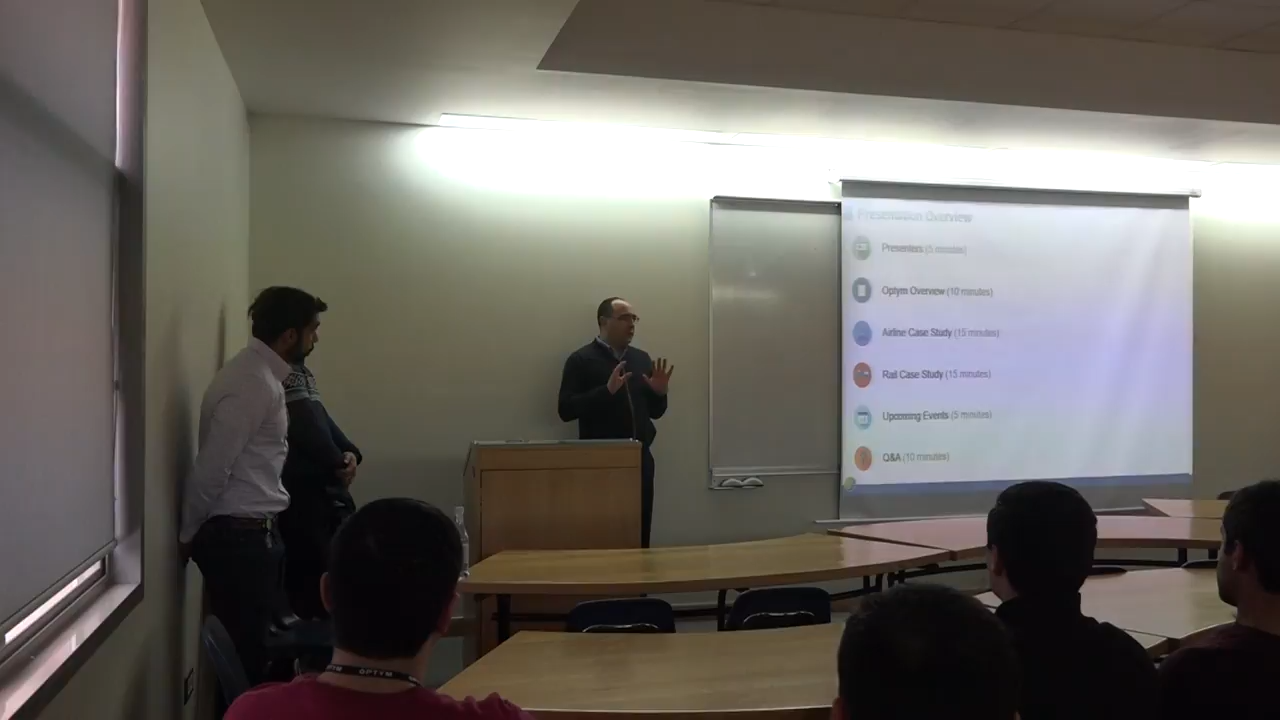 Presentation Overview
Presenters (5 minutes)
Optym Overview (10 minutes)
Airline Case Study (15 minutes)
Rail Case Study (15 minutes)
Upcoming Events (5 minutes)
Q&A (10 minutes)
OPTYM